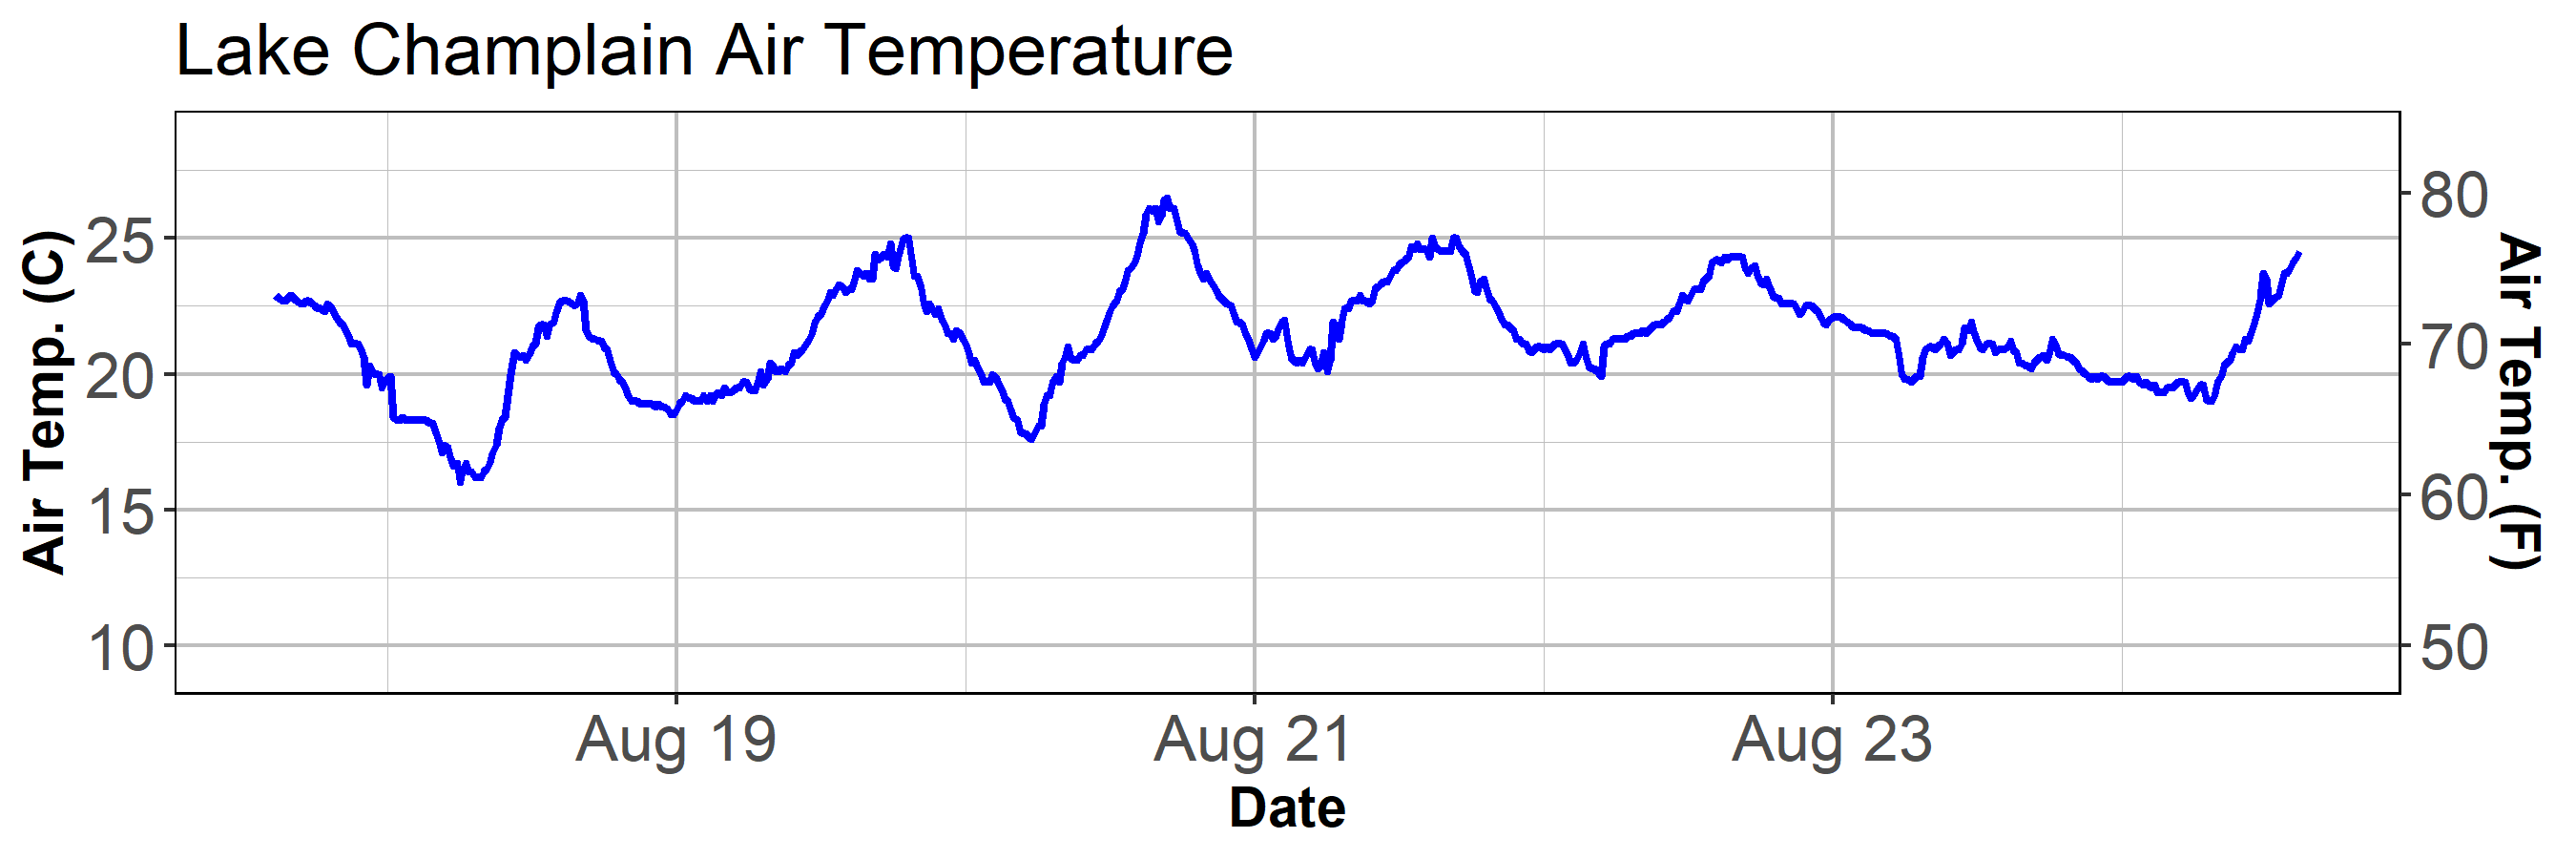 Lake Champlain Air Temperature
Air Temp. (C)
25
20
15
10
80
70
60
50
Air Temp. (F)
Aug 19
Aug 21
Aug 23
Date